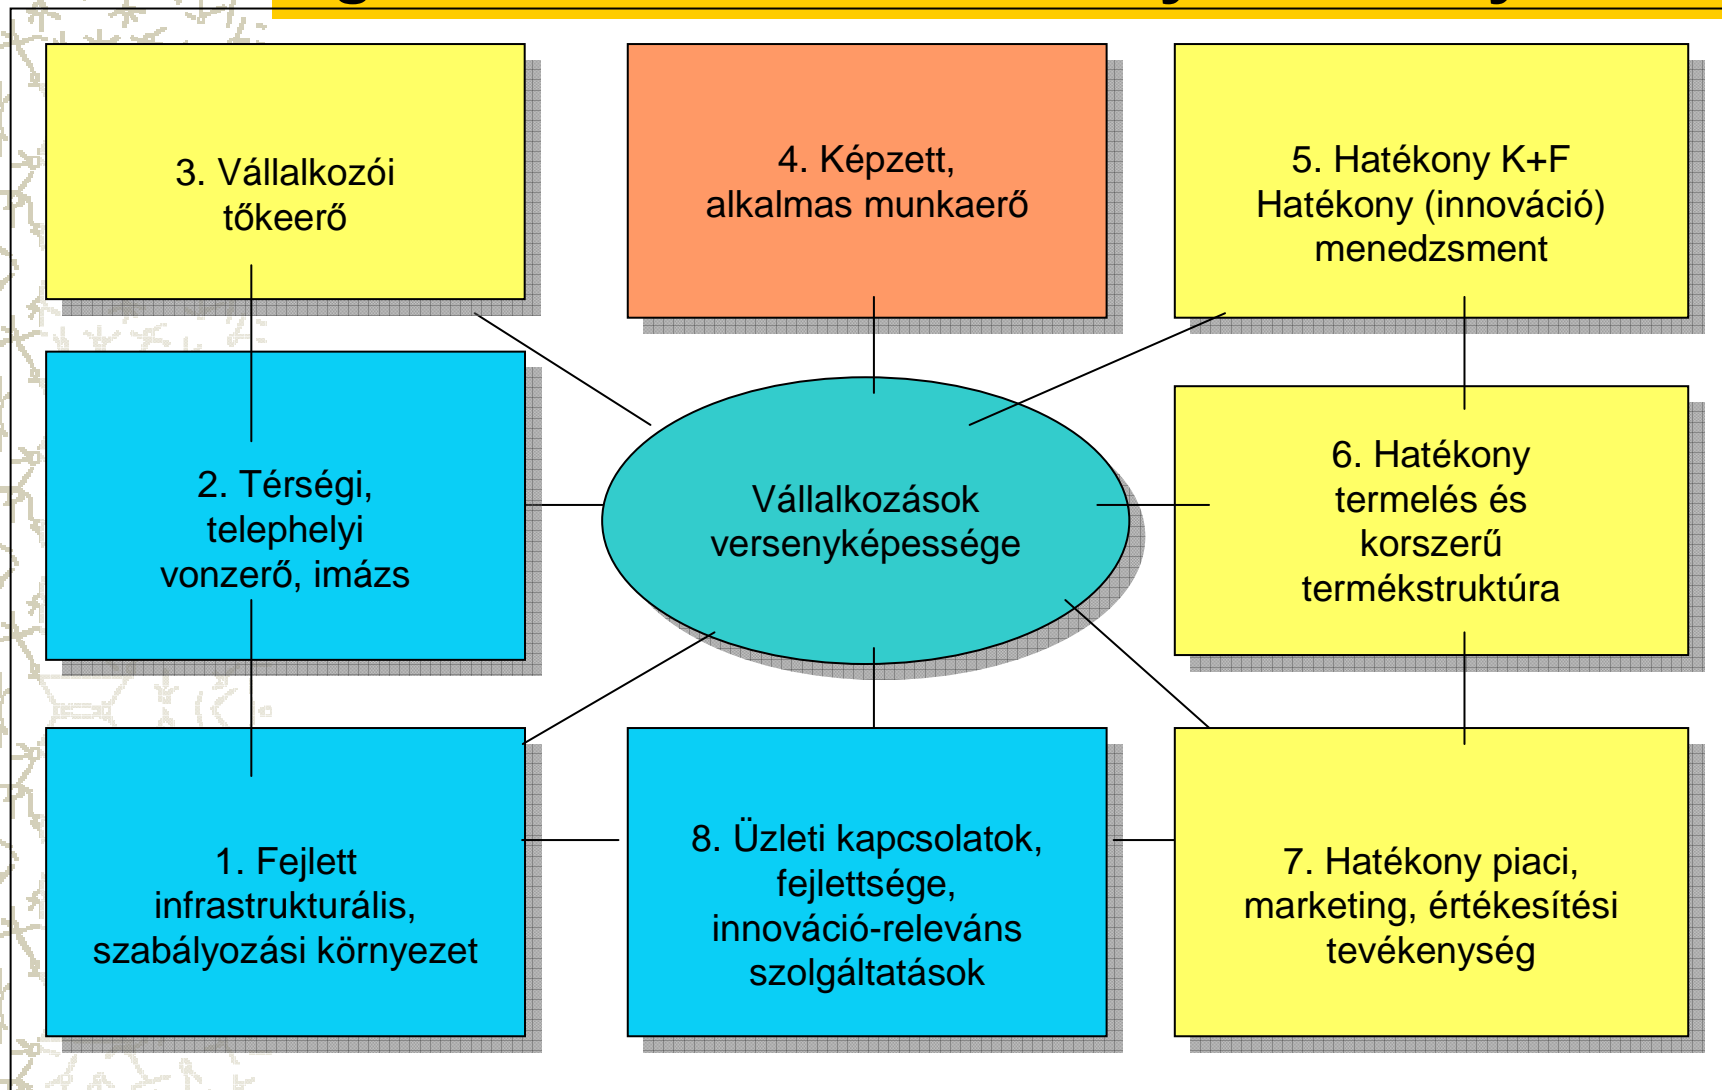 3. Vállalkozói
tőkeerő
4. Képzett,
alkalmas munkaerő
5. Hatékony K+F
Hatékony (innováció)
menedzsment
2. Térségi,
telephelyi
vonzerő, imázs
Vállalkozások
versenyképessége
6. Hatékony
termelés és
korszerű
termékstruktúra
1. Fejlett
infrastrukturális,
szabályozási környezet
8. Üzleti kapcsolatok,
fejlettsége,
innováció-releváns
szolgáltatások
7. Hatékony piaci,
marketing, értékesítési
tevékenység